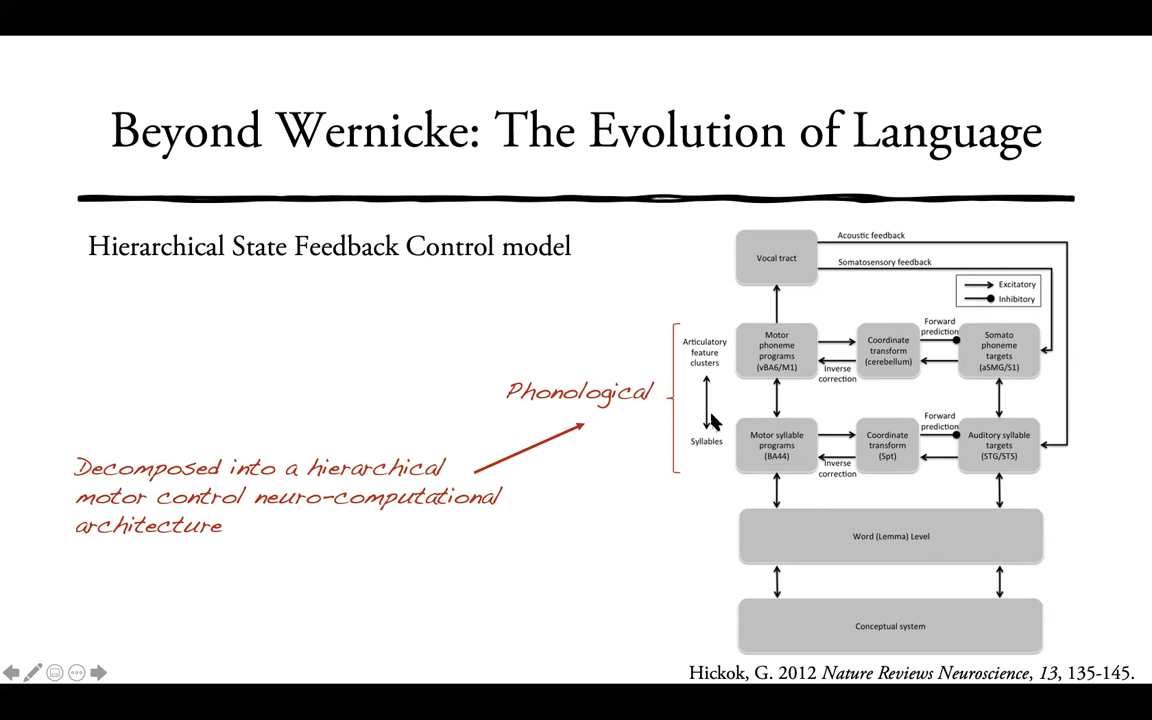 Beyond Wernicke: The Evolution of Language
Hierarchical State Feedback Control model
Phonological
Decomposed into a hierarchical
motor control neuro-computational
architecture
Acoustic feedback
Vocal tract
Somatosensory feedback
Excitatory
Inhibitory
Articulatory
feature
clusters
Syllables
Motor
phoneme
programs
(vBA6/M1)
Coordinate
transform
(cerebellum)
Forward
prediction
Inverse
correction
Somato
phoneme
targets
(aSMG/S1)
Motor syllable
programs
(BA44)
Coordinate
transform
(Spt)
Forward
prediction
Inverse
correction
Auditory syllable
targets
(STG/STS)
Word (Lemma) Level
Conceptual system
Hickok, G. 2012 Nature Reviews Neuroscience, 13, 135-145.